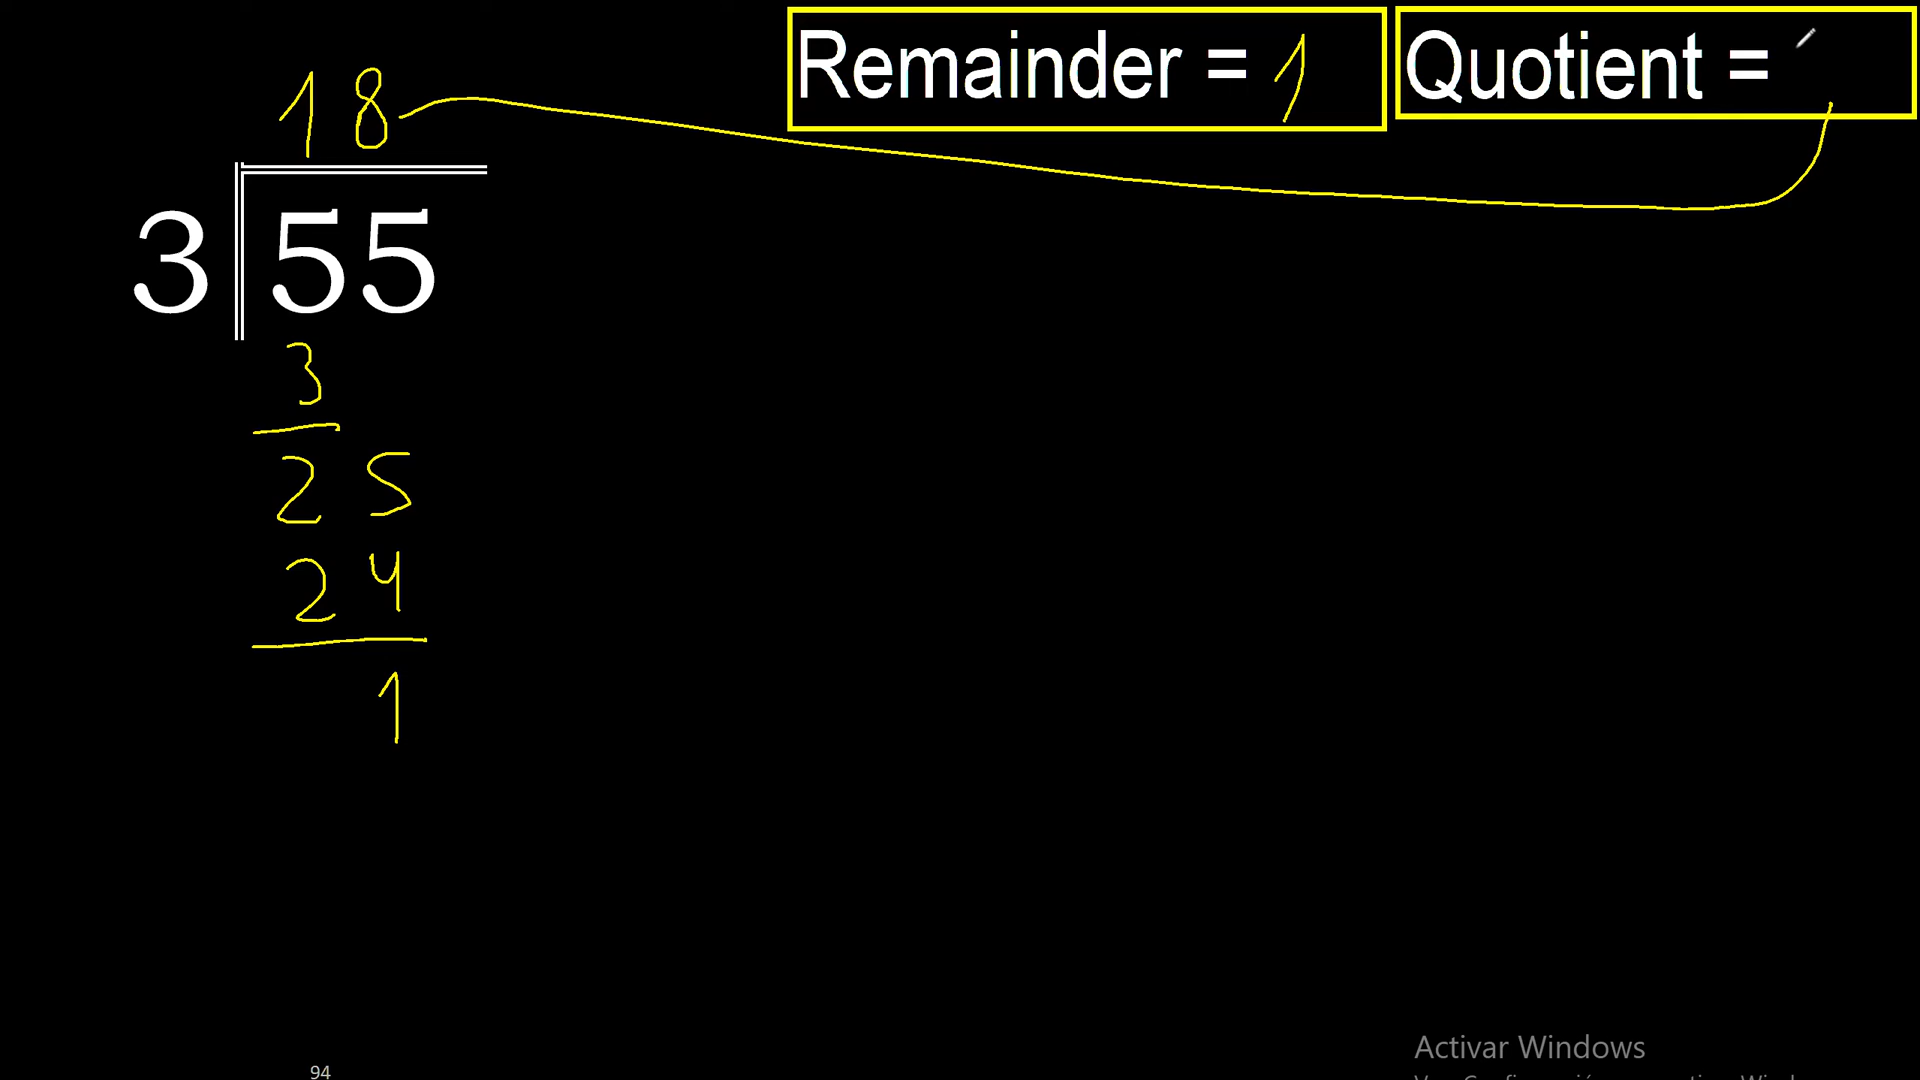 Remainder = 1
Quotient =
18
3 55
3
25
24
1
Activar Windows
94